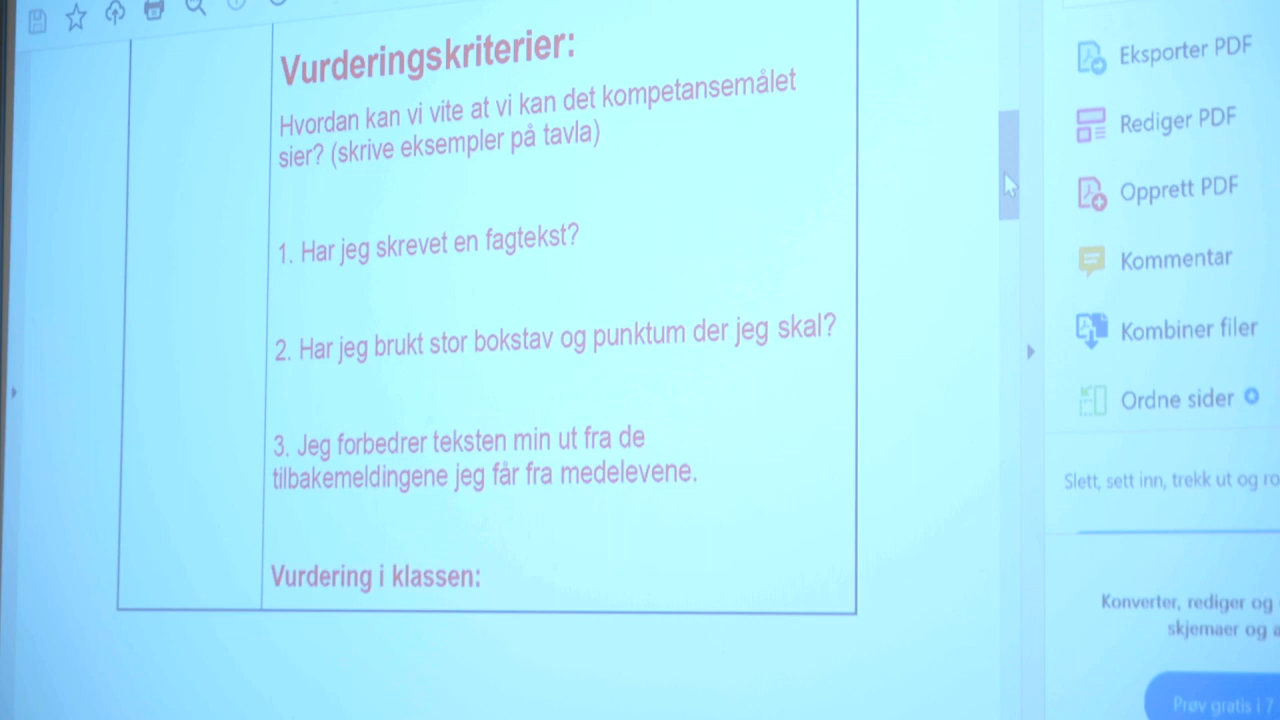 Vurderingskriterier:
Hvordan kan vi vite at vi kan det kompetansemålet
sier? (skrive eksempler på tavla)
1. Har jeg skrevet en fagtekst?
2. Har jeg brukt stor bokstav og punktum der jeg skal?
3. Jeg forbedrer teksten min ut fra de
tilbakemeldingene jeg får fra medelevene.
Vurdering i klassen:
Eksporter PDF
Rediger PDF
Opprett PDF
Kommentar
Kombiner filer
Ordne sider
Slett, sett inn, trekk ut og ro
Konverter, rediger og
skjemaer og a
Prøv gratis i 7